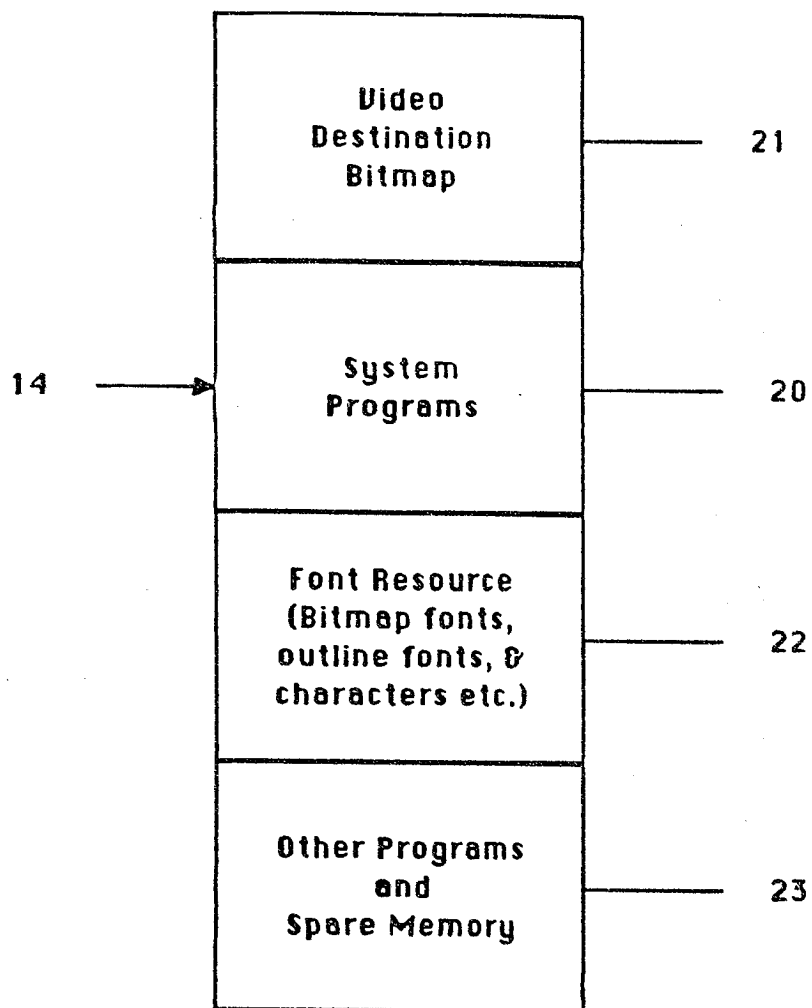 Video
Destination
Bitmap
21
14
System
Programs
20
Font Resource
(Bitmap fonts,
outline fonts, &
characters etc.)
22
Other Programs
and
Spare Memory
23